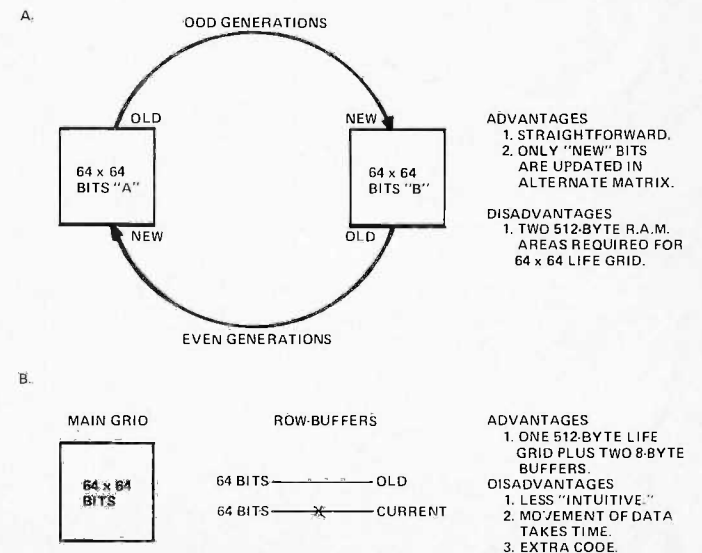 A.
OOD GENERATIONS
OLD
NEW
64 x 64
BITS "A"
64 x 64
BITS "B"
NEW
OLD
EVEN GENERATIONS
ADVANTAGES
1. STRAIGHTFORWARD.
2. ONLY "NEW" BITS
ARE UPDATED IN
ALTERNATE MATRIX.
DISADVANTAGES
1. TWO 512-BYTE R.A.M.
AREAS REQUIRED FOR
64 x 64 LIFE GRID.
B.
MAIN GRID
64 x 64
BITS
ROW-BUFFERS
64 BITS OLD
64 BITS X CURRENT
ADVANTAGES
1. ONE 512-BYTE LIFE
GRID PLUS TWO 8-BYTE
BUFFERS.
DISADVANTAGES
1. LESS "INTUITIVE."
2. MOVEMENT OF DATA
TAKES TIME.
3. EXTRA CODE.